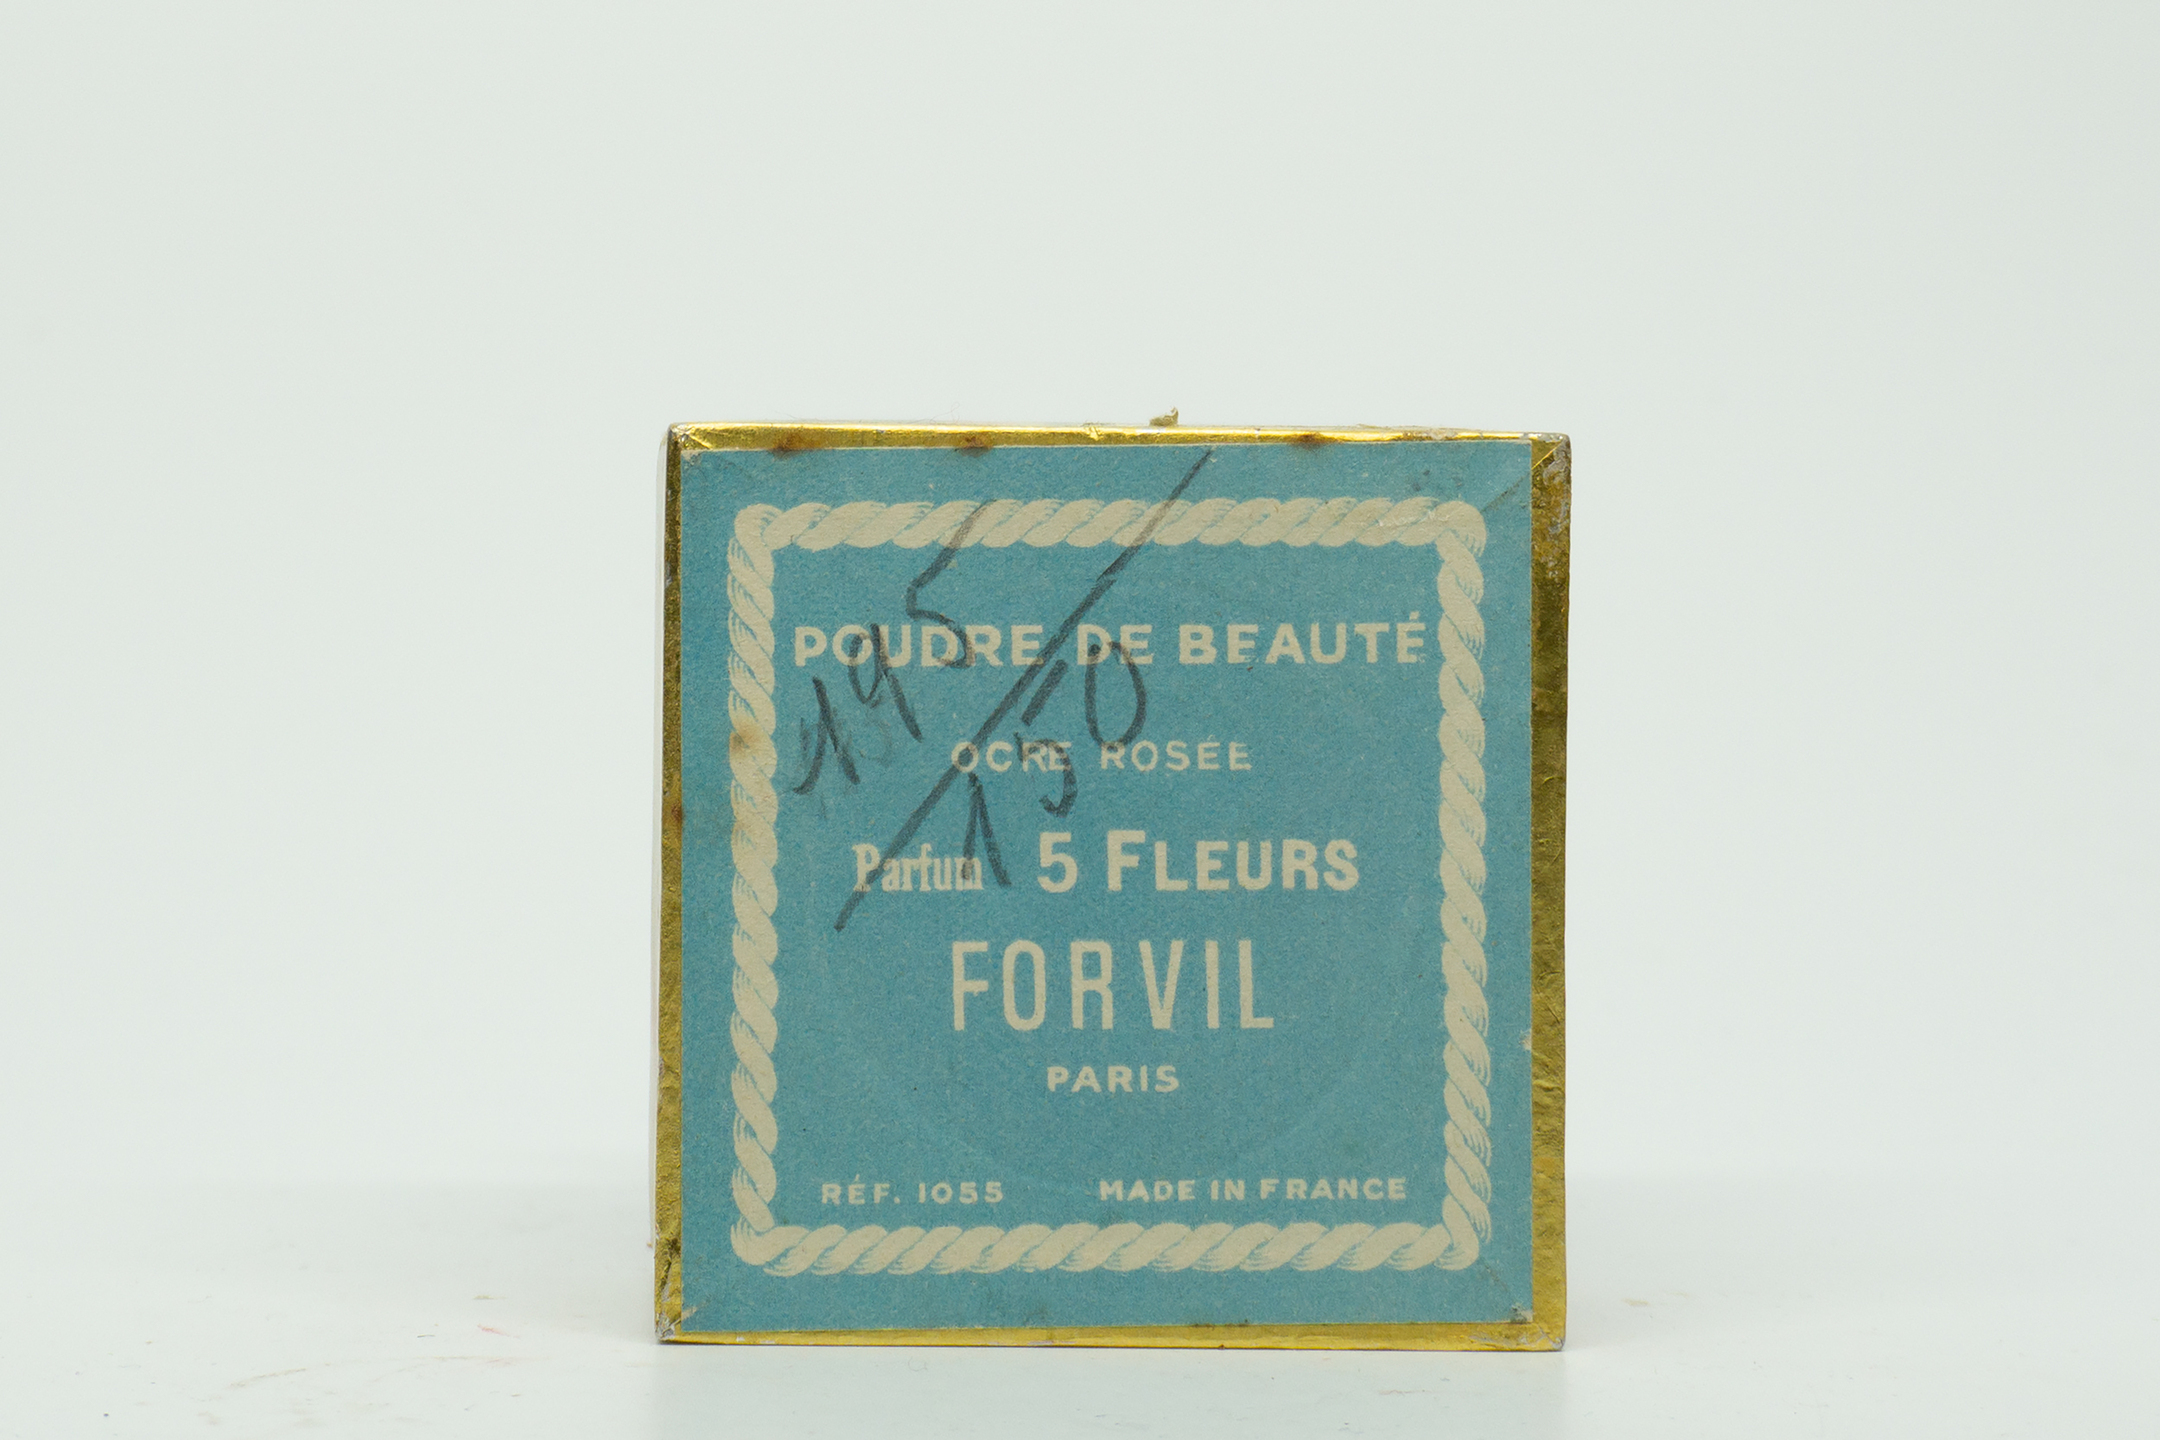 195
150
POUDRE DE BEAUTÉ
OCRE ROSÉE
Parfum 5 FLEURS
FORVIL
PARIS
RÉF. 1055 MADE IN FRANCE